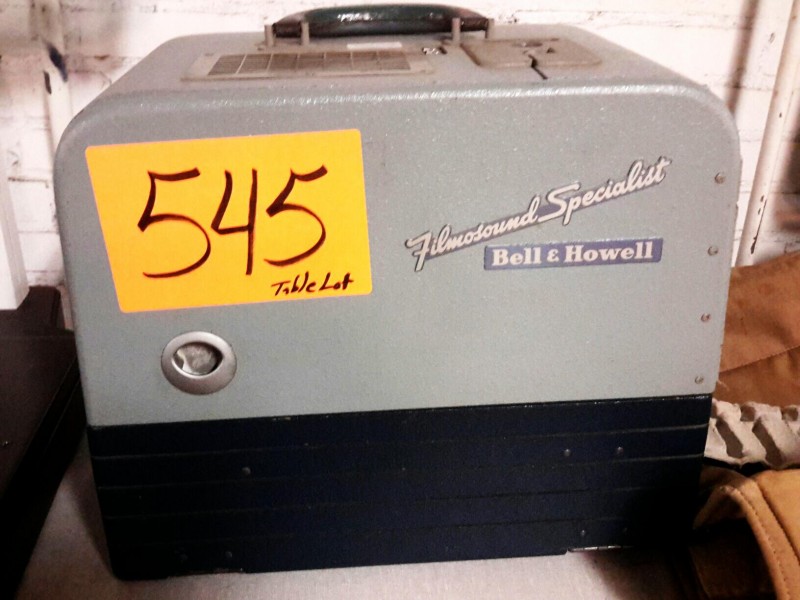 545
Table Lot
Filmosound Specialist
Bell & Howell